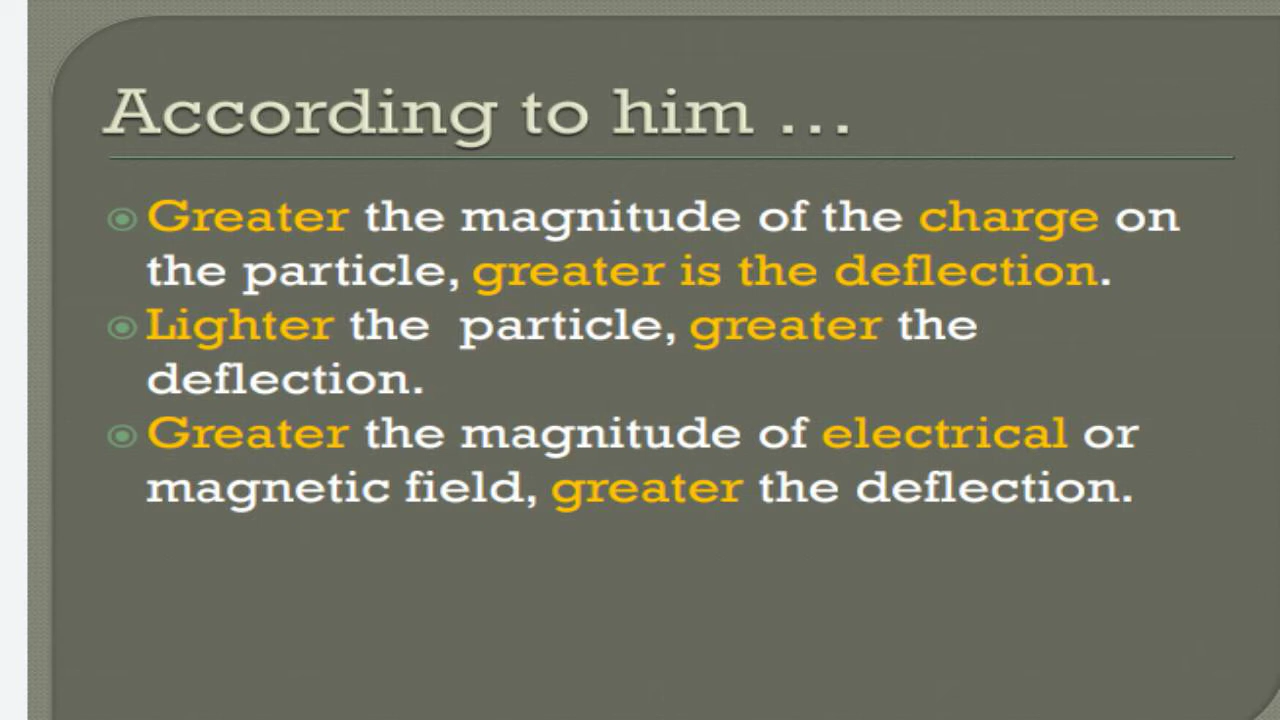 According to him ...
Greater the magnitude of the charge on
the particle, greater is the deflection.
Lighter the particle, greater the
deflection.
Greater the magnitude of electrical or
magnetic field, greater the deflection.